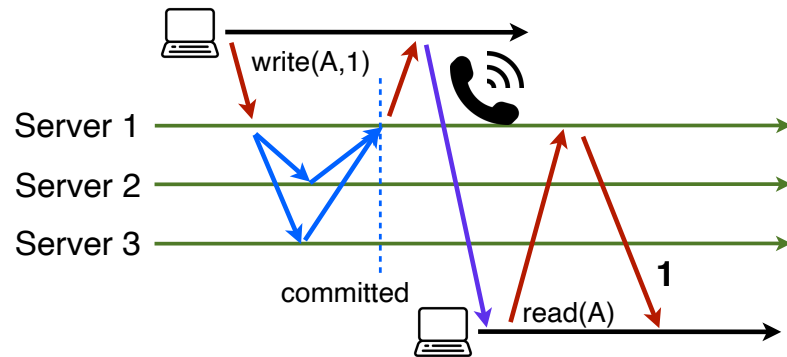 write(A,1)
Server 1
Server 2
Server 3
1
committed
read(A)